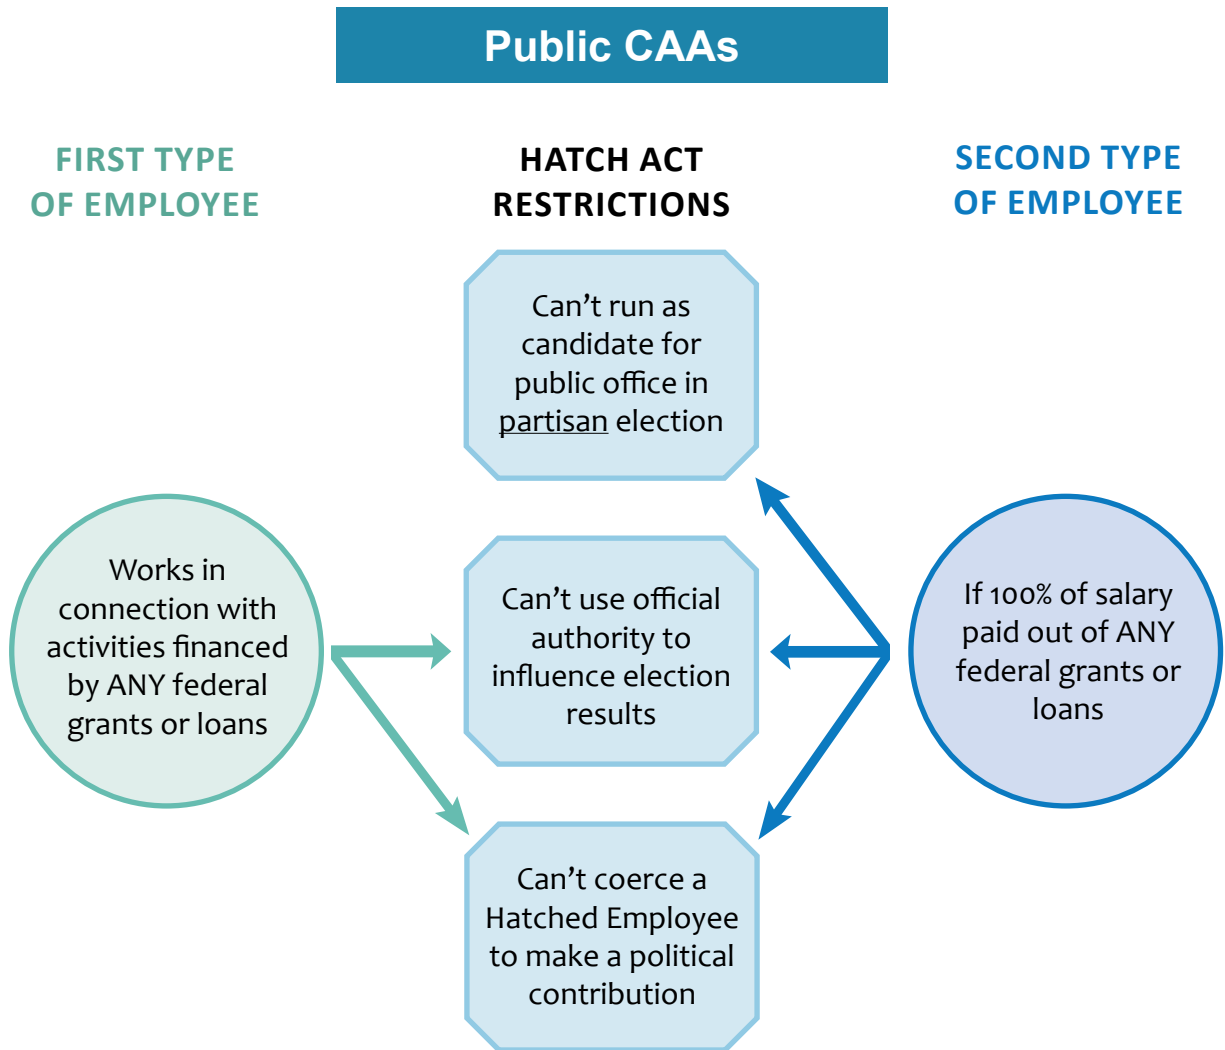 Public CAAs
FIRST TYPE
OF EMPLOYEE
HATCH ACT
RESTRICTIONS
SECOND TYPE
OF EMPLOYEE
Can’t run as
candidate for
public office in
partisan election
Works in
connection with
activities financed
by ANY federal
grants or loans
Can’t use official
authority to
influence election
results
If 100% of salary
paid out of ANY
federal grants or
loans
Can’t coerce a
Hatched Employee
to make a political
contribution